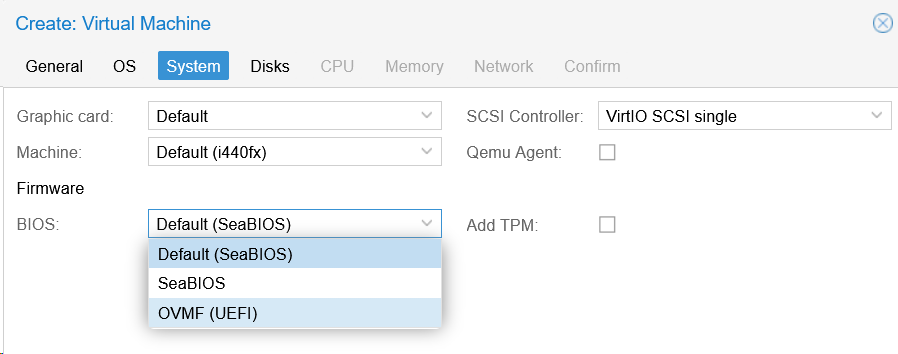 Create: Virtual Machine
General OS System Disks CPU Memory Network Confirm
Graphic card: Default SCSI Controller: VirtIO SCSI single
Machine: Default (i440fx) Qemu Agent:
Firmware
BIOS: Default (SeaBIOS) Add TPM:
Default (SeaBIOS)
SeaBIOS
OVMF (UEFI)